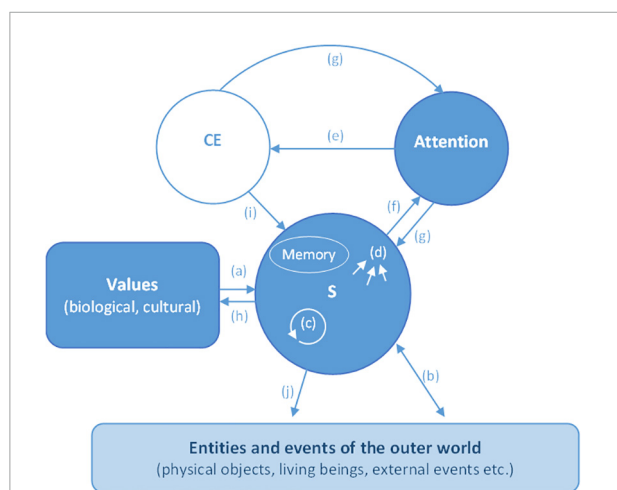 (g)
CE
(e)
Attention
(i)
(f)
(g)
Memory
(d)
Values
(biological, cultural)
(a)
(h)
S
(c)
(j)
(b)
Entities and events of the outer world
(physical objects, living beings, external events etc.)